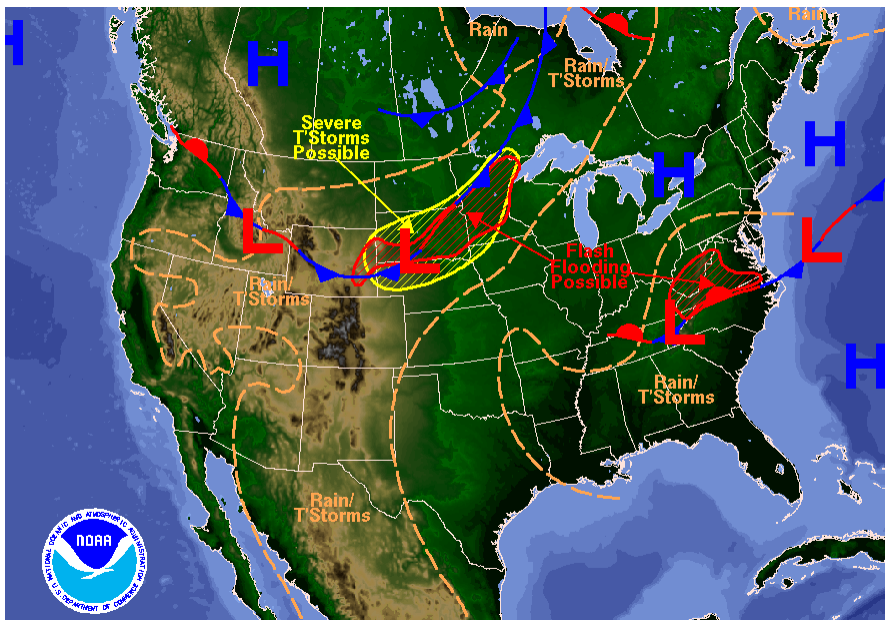 H
Rain
Rain
H
Rain/
T'Storms
Severe
T'Storms
Possible
H
H
L
L
L
Flash
Flooding
Possible
Rain/
T'Storms
L
H
Rain/
T'Storms
Rain/
T'Storms
NATIONAL OCEANIC AND ATMOSPHERIC ADMINISTRATION
NOAA
U.S. DEPARTMENT OF COMMERCE